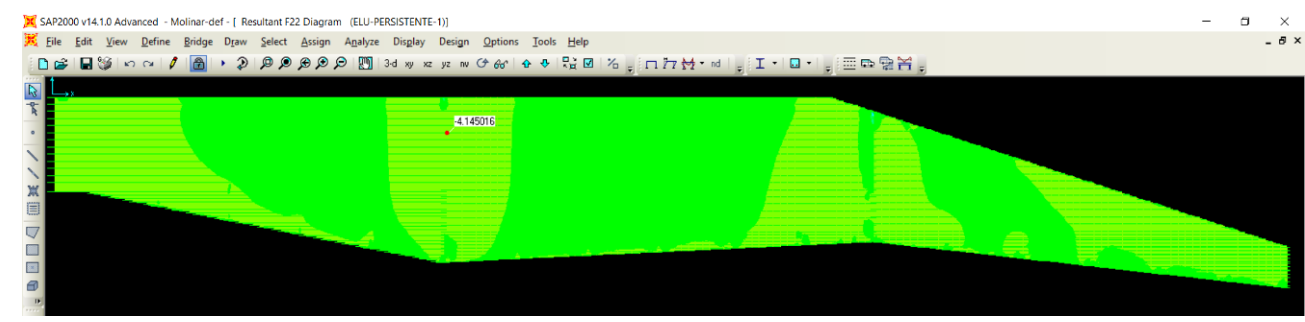 SAP2000 v14.1.0 Advanced - Molinar-def - [ Resultant F22 Diagram (ELU-PERSISTENTE-1)]
File Edit View Define Bridge Draw Select Assign Analyze Display Design Options Tools Help
3-d xy xz yz nv nd
x
-4.145016